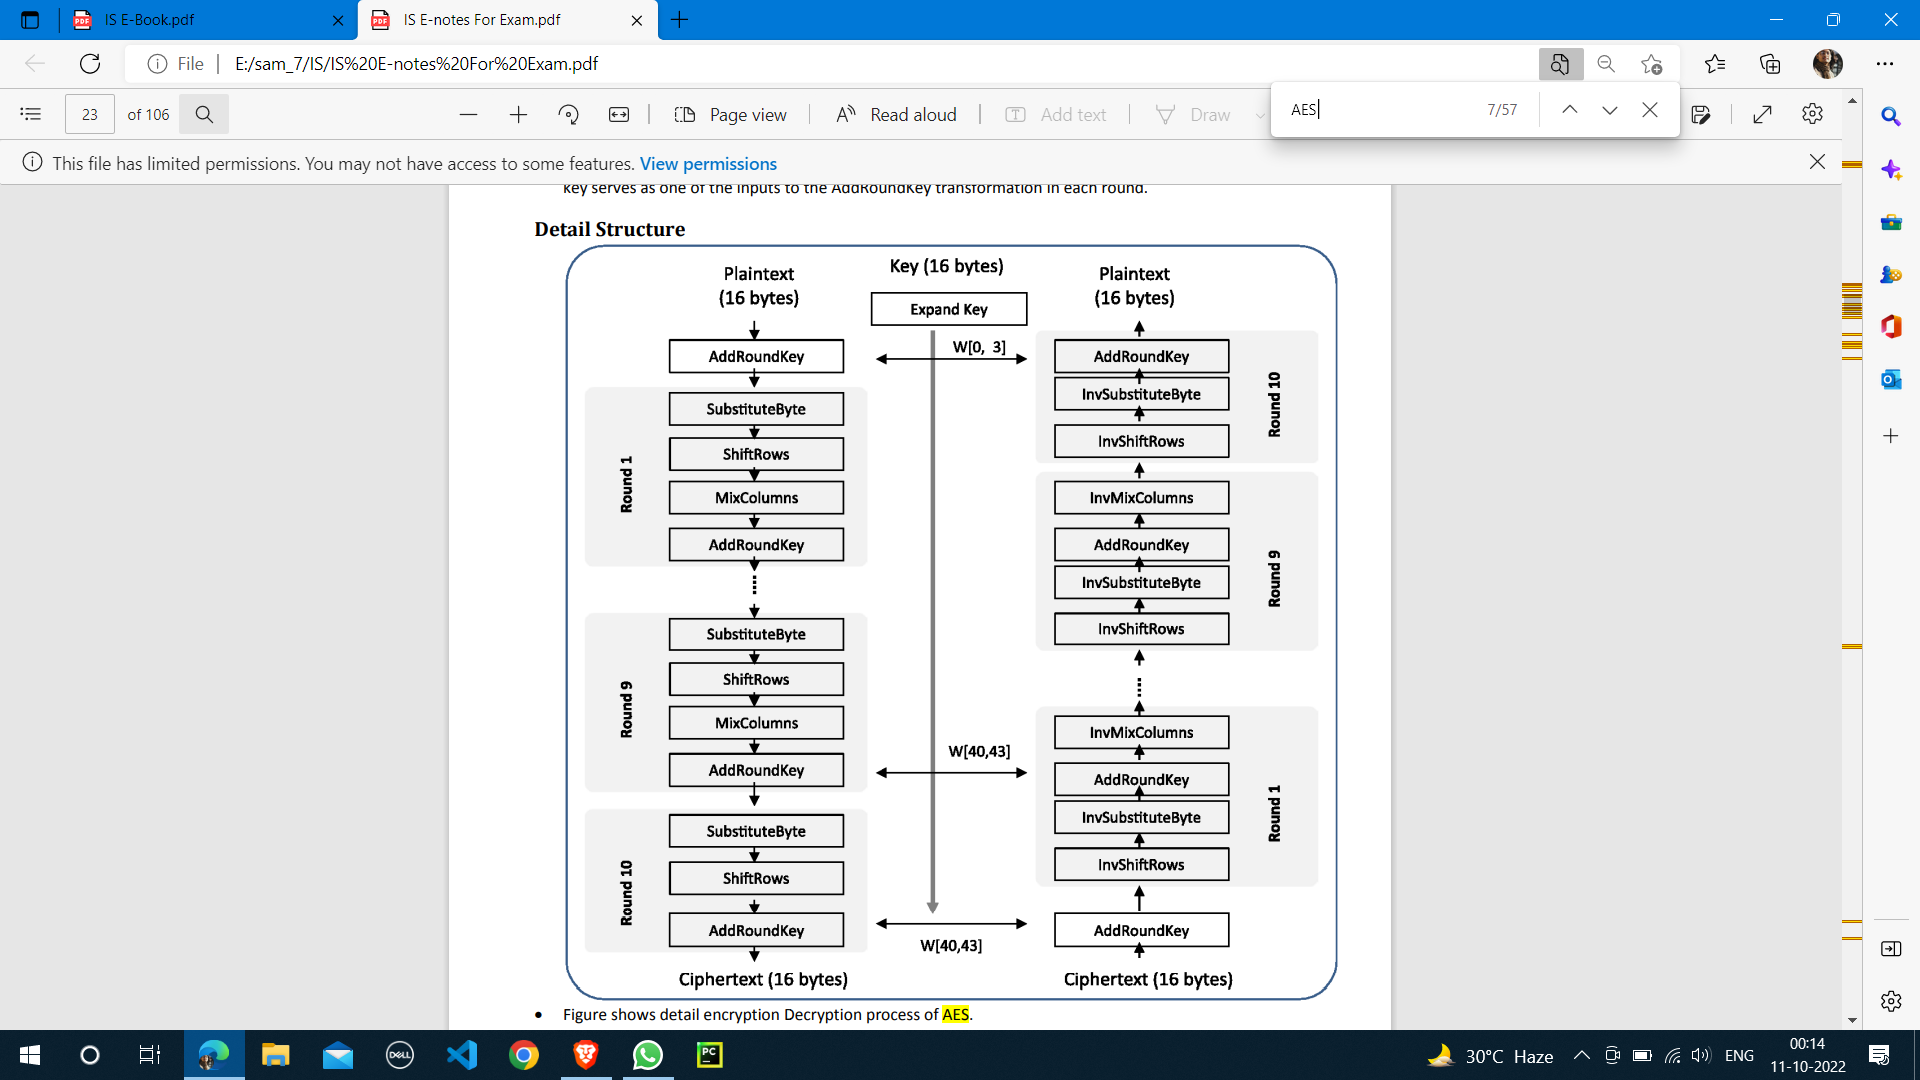 IS E-Book.pdf
IS E-notes For Exam.pdf
File
E:/sam_7/IS/IS%20E-notes%20For%20Exam.pdf
AES
7/57
23 of 106
Page view
Read aloud
Add text
Draw
This file has limited permissions. You may not have access to some features. View permissions
key serves as one of the inputs to the AddRoundKey transformation in each round.
Detail Structure
Plaintext
(16 bytes)
AddRoundKey
Round 1
SubstituteByte
ShiftRows
MixColumns
AddRoundKey
Round 9
SubstituteByte
ShiftRows
MixColumns
AddRoundKey
Round 10
SubstituteByte
ShiftRows
AddRoundKey
Ciphertext (16 bytes)
Key (16 bytes)
Expand Key
W[0, 3]
W[40,43]
W[40,43]
Plaintext
(16 bytes)
AddRoundKey
InvSubstituteByte
InvShiftRows
Round 10
InvMixColumns
AddRoundKey
InvSubstituteByte
InvShiftRows
Round 9
InvMixColumns
AddRoundKey
InvSubstituteByte
InvShiftRows
Round 1
AddRoundKey
Ciphertext (16 bytes)
• Figure shows detail encryption Decryption process of AES.
DELL
PC
30°C Haze
ENG
00:14
11-10-2022